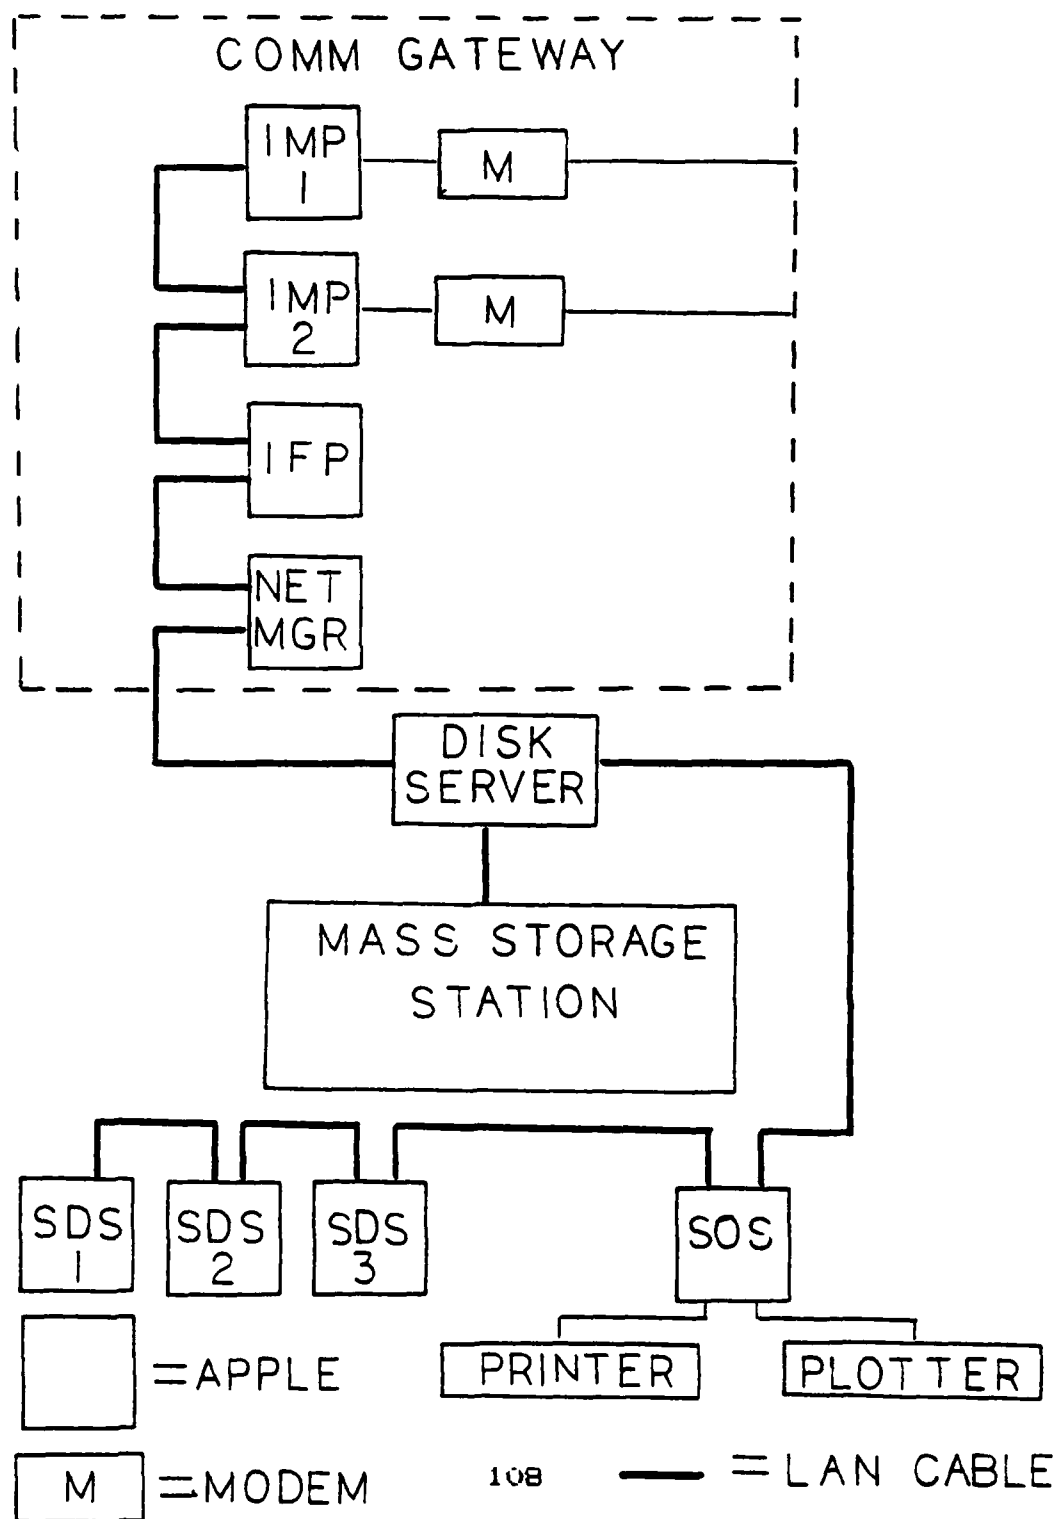 COMM GATEWAY
IMP
1
M
IMP
2
M
IFP
NET
MGR
DISK
SERVER
MASS STORAGE
STATION
SDS
1
SDS
2
SDS
3
SOS
PRINTER
PLOTTER
=APPLE
M =MODEM
108
= LAN CABLE